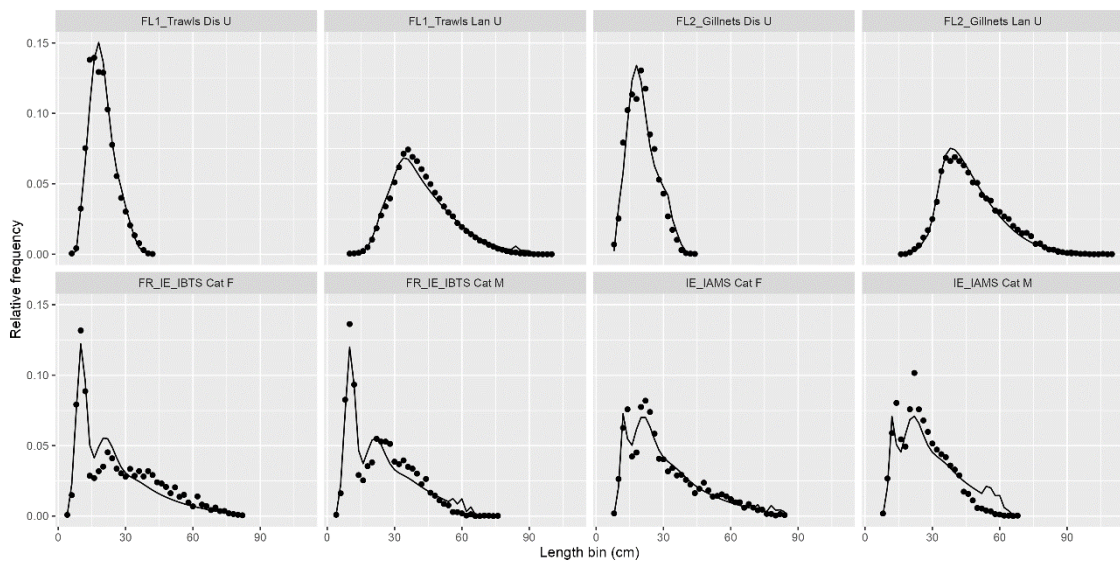 FL1_Trawls Dis U
FL1_Trawls Lan U
FL2_Gillnets Dis U
FL2_Gillnets Lan U
0.15
0.10
0.05
0.00
FR_IE_IBTS Cat F
FR_IE_IBTS Cat M
IE_IAMS Cat F
IE_IAMS Cat M
0.15
0.10
0.05
0.00
Relative frequency
0 30 60 90 0 30 60 90 0 30 60 90 0 30 60 90
Length bin (cm)